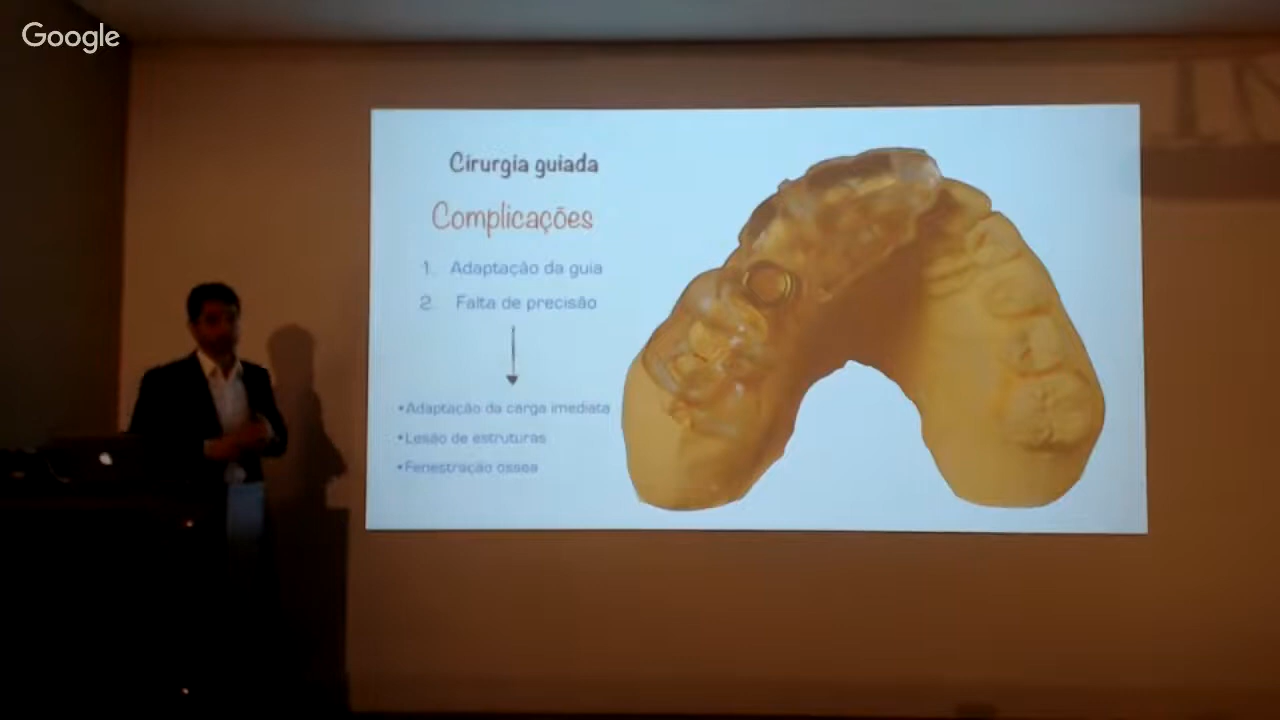 Google
Cirurgia guiada
Complicações
1. Adaptação da guia
2. Falta de precisão
•Adaptação da carga imediata
•Lesão de estruturas
•Fenestração óssea